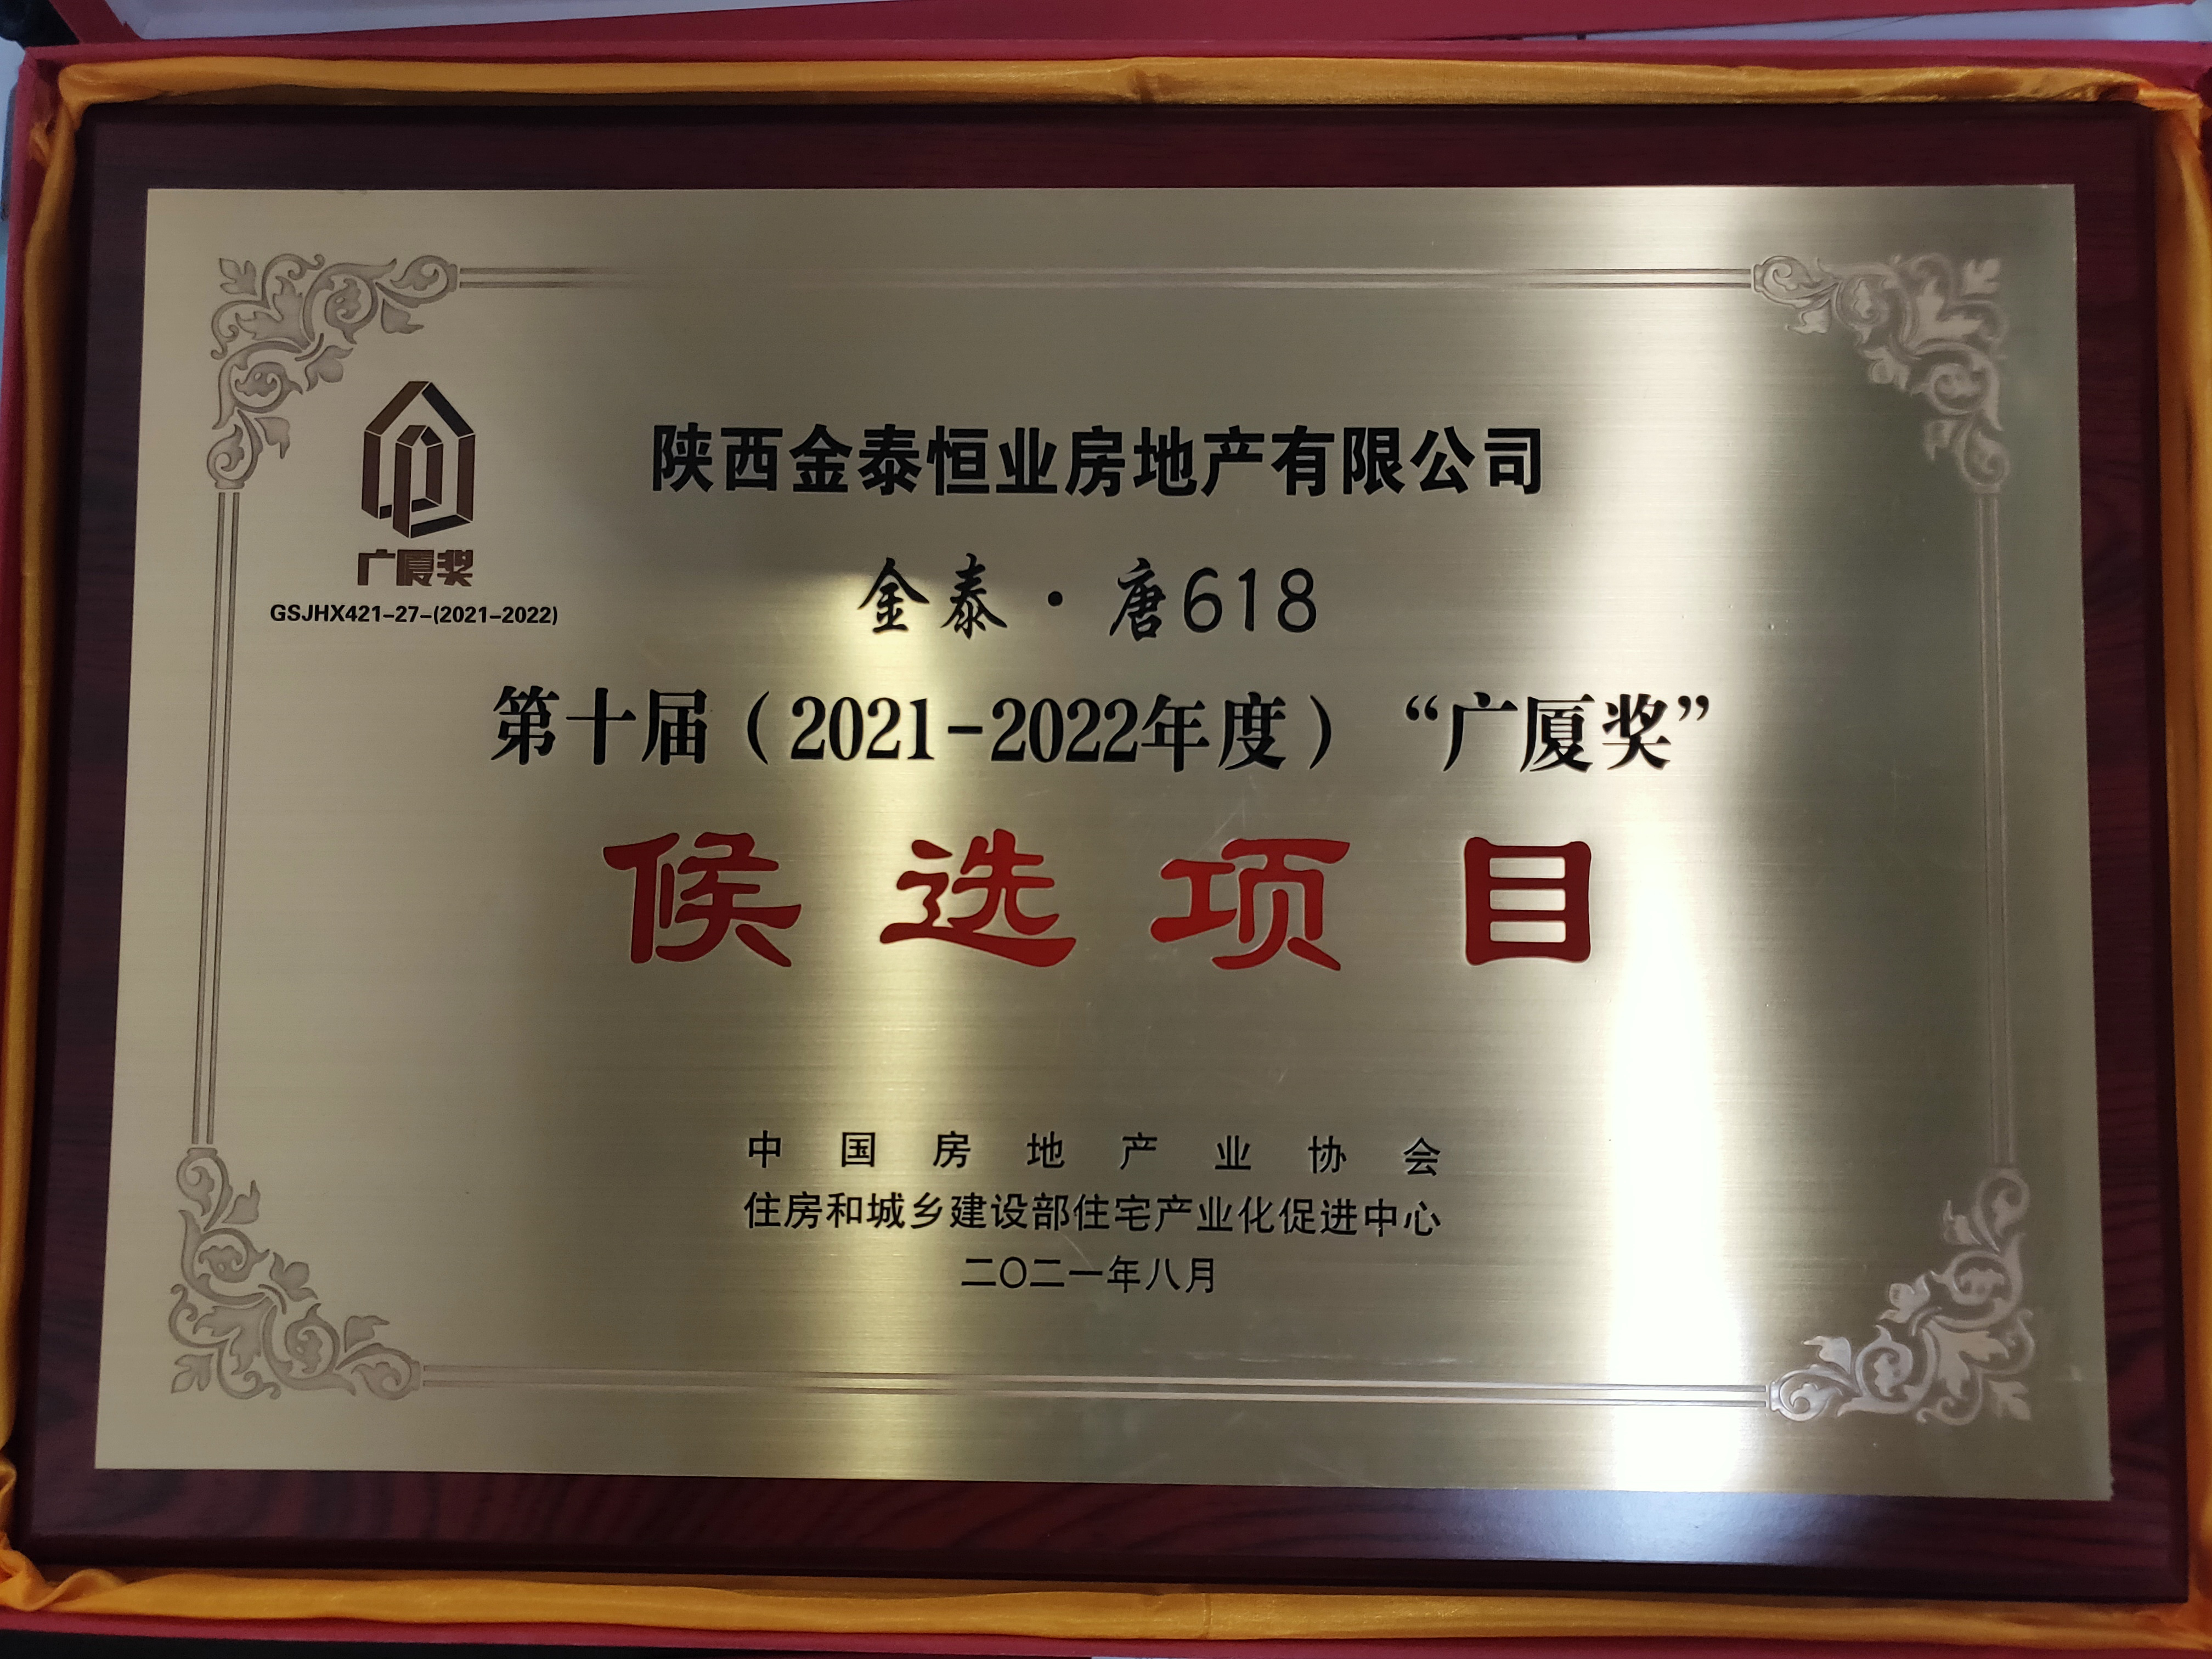 广厦奖
GSJHX421-27-(2021-2022)
陕西金泰恒业房地产有限公司
金泰·唐618
第十届（2021-2022年度）“广厦奖”
候选项目
中国房地产业协会
住房和城乡建设部住宅产业化促进中心
二〇二一年八月